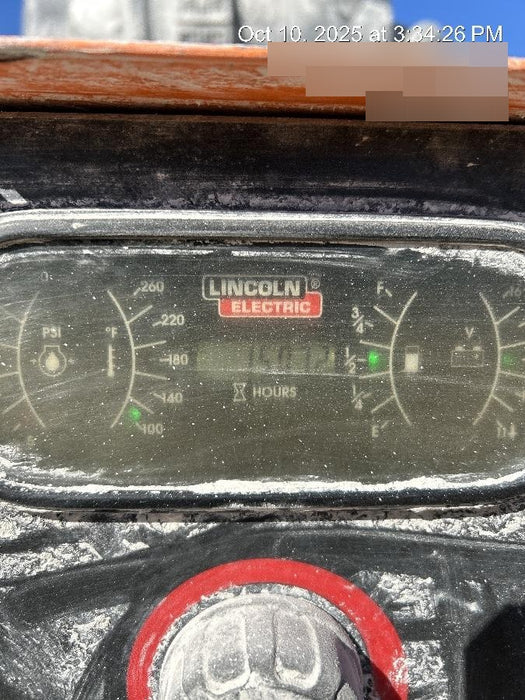 Oct 10, 2025 at 3:34:26 PM
LINCOLN ®
ELECTRIC
PSI
°F
260
220
180
140
100
HOURS
F
3/4
1/2
1/4
E
V